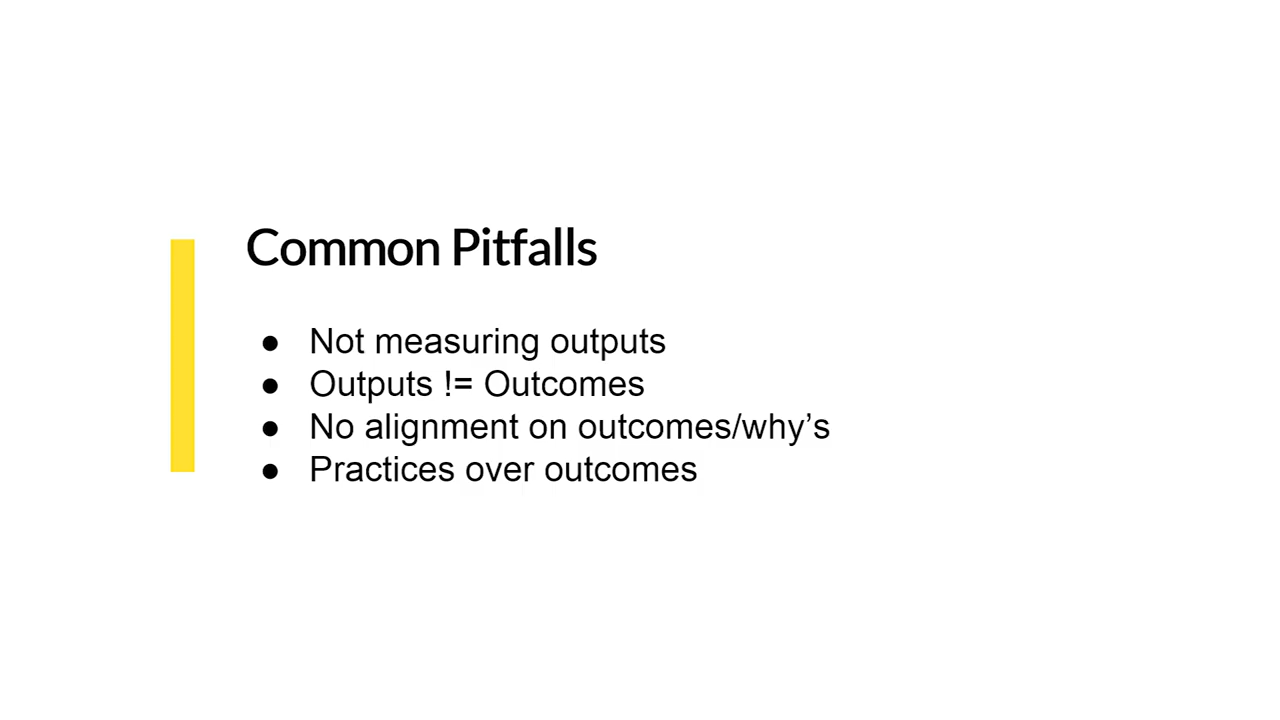 Common Pitfalls
● Not measuring outputs
● Outputs != Outcomes
● No alignment on outcomes/why’s
● Practices over outcomes